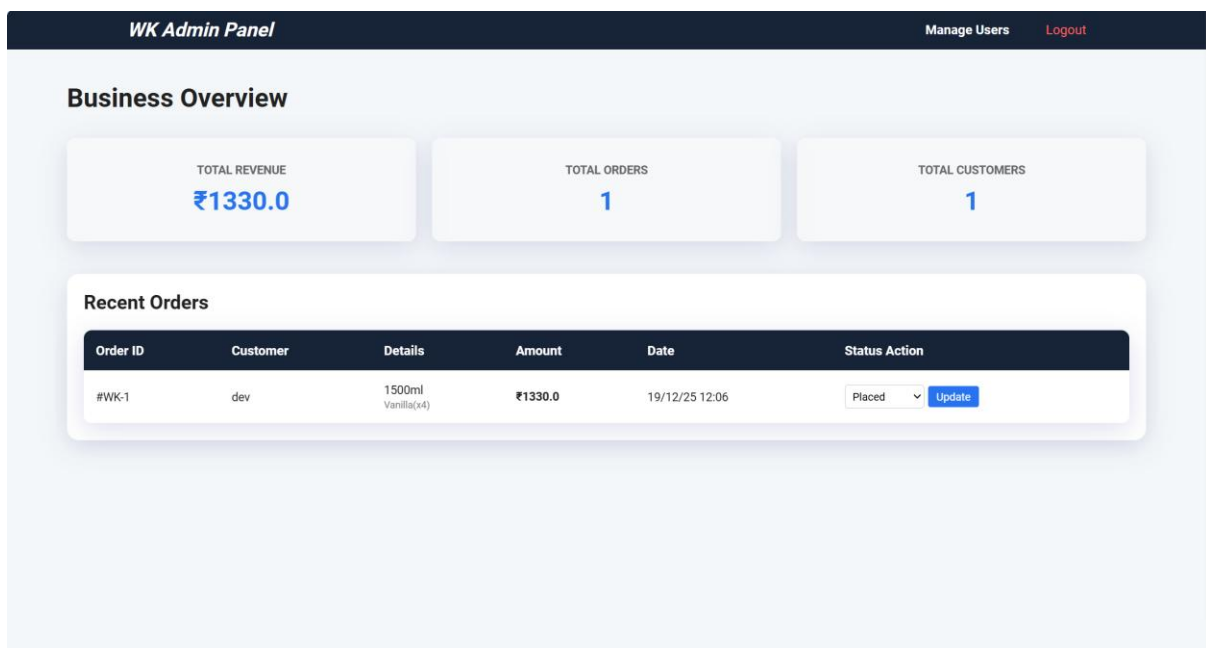 WK Admin Panel Manage Users Logout
Business Overview
TOTAL REVENUE TOTAL ORDERS TOTAL CUSTOMERS
₹1330.0 1 1
Recent Orders
Order ID Customer Details Amount Date Status Action
#WK-1 dev 1500ml ₹1330.0 19/12/25 12:06 Placed Update
Vanilla(x4)